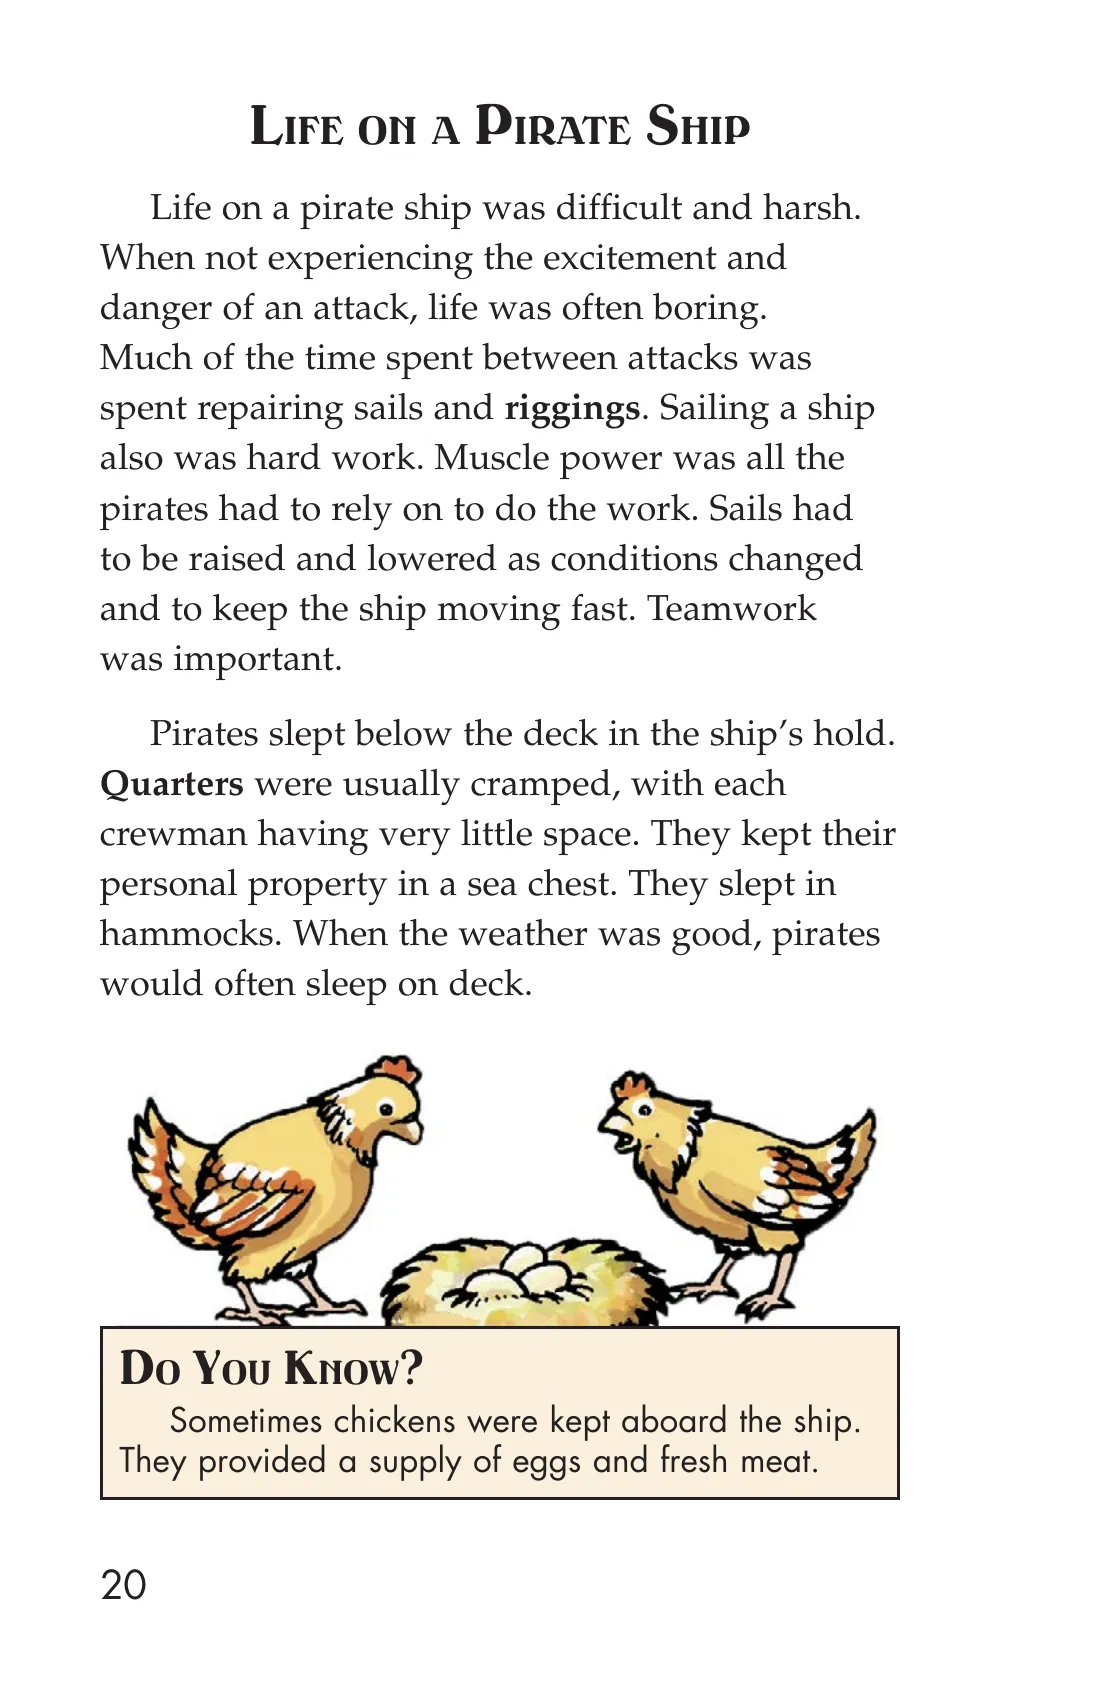 Life on a Pirate Ship
Life on a pirate ship was difficult and harsh.
When not experiencing the excitement and
danger of an attack, life was often boring.
Much of the time spent between attacks was
spent repairing sails and riggings. Sailing a ship
also was hard work. Muscle power was all the
pirates had to rely on to do the work. Sails had
to be raised and lowered as conditions changed
and to keep the ship moving fast. Teamwork
was important.
Pirates slept below the deck in the ship’s hold.
Quarters were usually cramped, with each
crewman having very little space. They kept their
personal property in a sea chest. They slept in
hammocks. When the weather was good, pirates
would often sleep on deck.
Do You Know?
Sometimes chickens were kept aboard the ship.
They provided a supply of eggs and fresh meat.
20